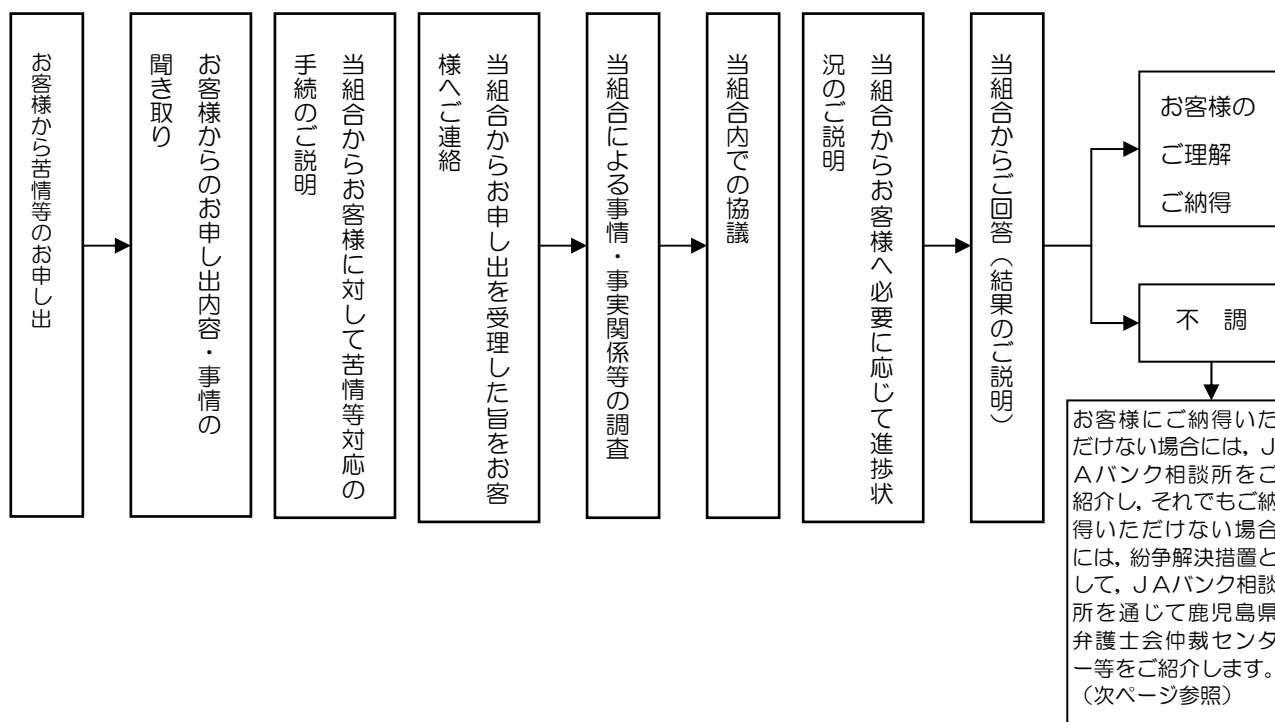 お客様から苦情等のお申し出
お客様からのお申し出内容・事情の
聞き取り
当組合からお客様に対して苦情等対応の
手続のご説明
当組合からお申し出を受理した旨をお客
様へご連絡
当組合による事情・事実関係等の調査
当組合内での協議
当組合からお客様へ必要に応じて進捗状
況のご説明
当組合からご回答（結果のご説明）
お客様の
ご理解
ご納得
不　調
お客様にご納得いた
だけない場合には，Ｊ
Ａバンク相談所をご
紹介し，それでもご納
得いただけない場合
には，紛争解決措置と
して，ＪＡバンク相談
所を通じて鹿児島県
弁護士会仲裁センタ
ー等をご紹介します。
（次ページ参照）